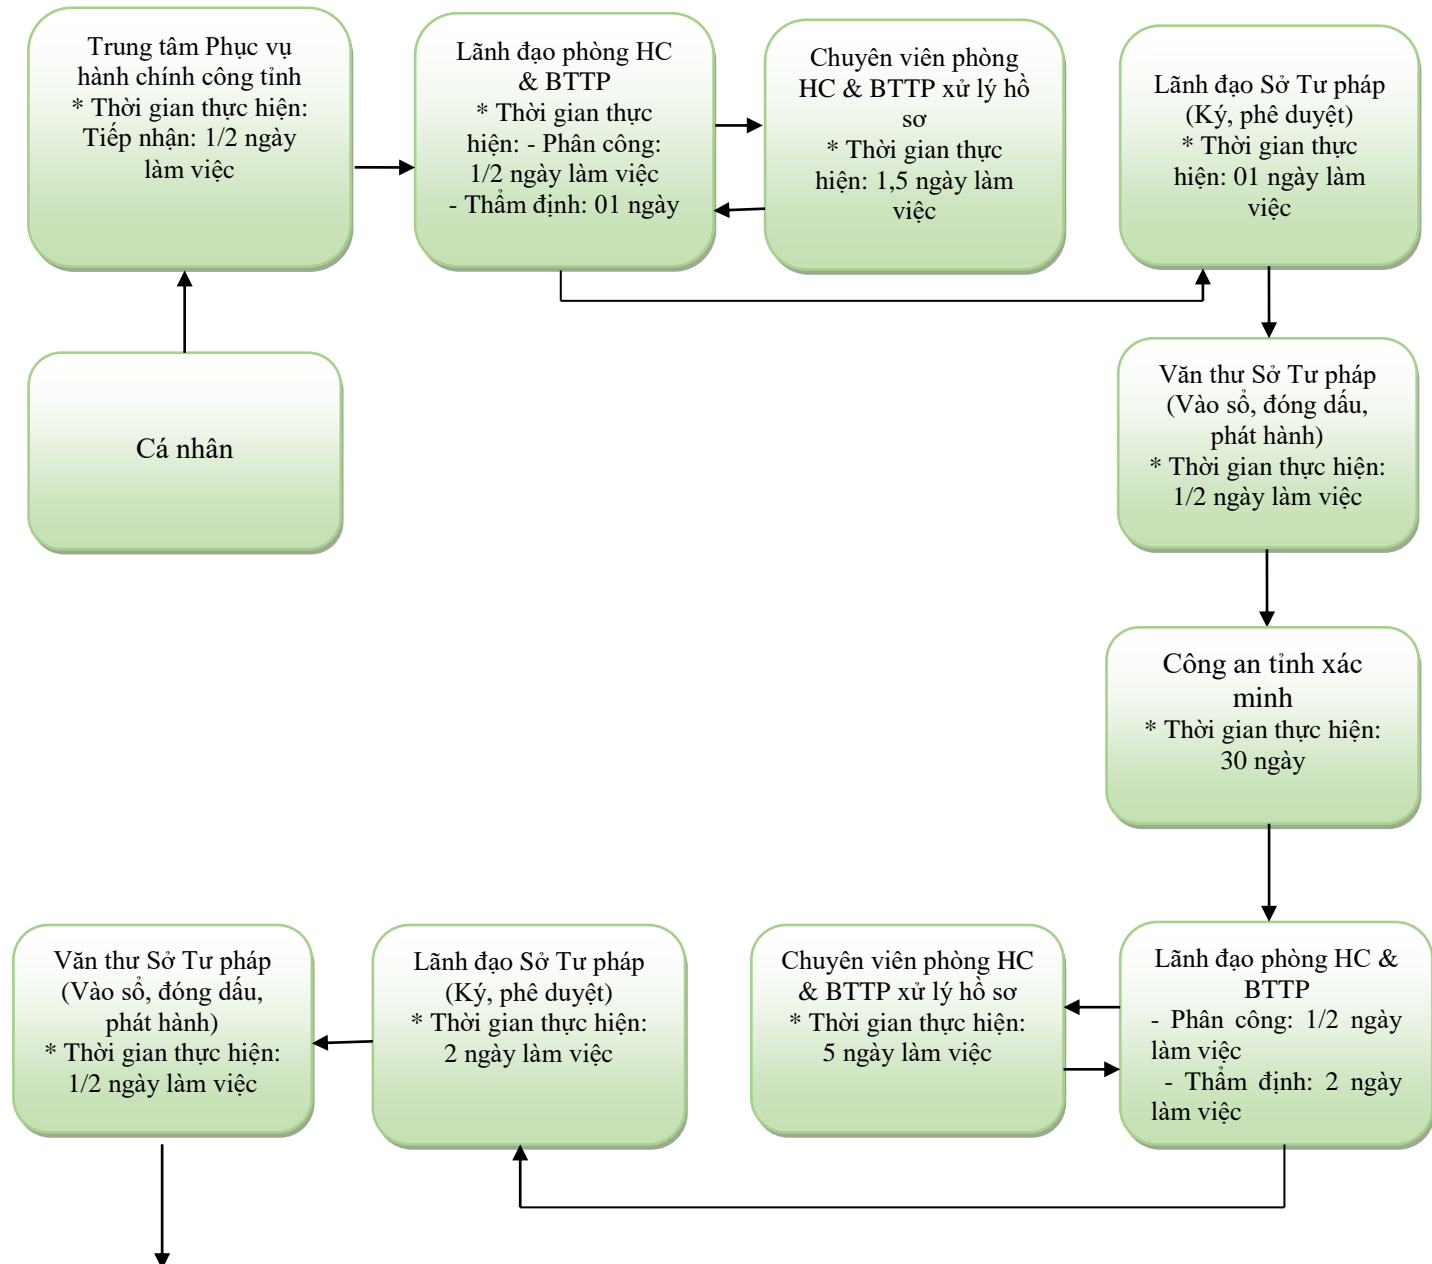 Trung tâm Phục vụ
hành chính công tỉnh
* Thời gian thực hiện:
Tiếp nhận: 1/2 ngày
làm việc
Lãnh đạo phòng HC
& BTTP
* Thời gian thực
hiện: - Phân công:
1/2 ngày làm việc
- Thẩm định: 01 ngày
Chuyên viên phòng
HC & BTTP xử lý hồ
sơ
* Thời gian thực
hiện: 1,5 ngày làm
việc
Lãnh đạo Sở Tư pháp
(Ký, phê duyệt)
* Thời gian thực
hiện: 01 ngày làm
việc
Cá nhân
Văn thư Sở Tư pháp
(Vào sổ, đóng dấu,
phát hành)
* Thời gian thực hiện:
1/2 ngày làm việc
Công an tỉnh xác
minh
* Thời gian thực hiện:
30 ngày
Văn thư Sở Tư pháp
(Vào sổ, đóng dấu,
phát hành)
* Thời gian thực hiện:
1/2 ngày làm việc
Lãnh đạo Sở Tư pháp
(Ký, phê duyệt)
* Thời gian thực hiện:
2 ngày làm việc
Chuyên viên phòng HC
& BTTP xử lý hồ sơ
* Thời gian thực hiện:
5 ngày làm việc
Lãnh đạo phòng HC &
BTTP
- Phân công: 1/2 ngày
làm việc
- Thẩm định: 2 ngày
làm việc